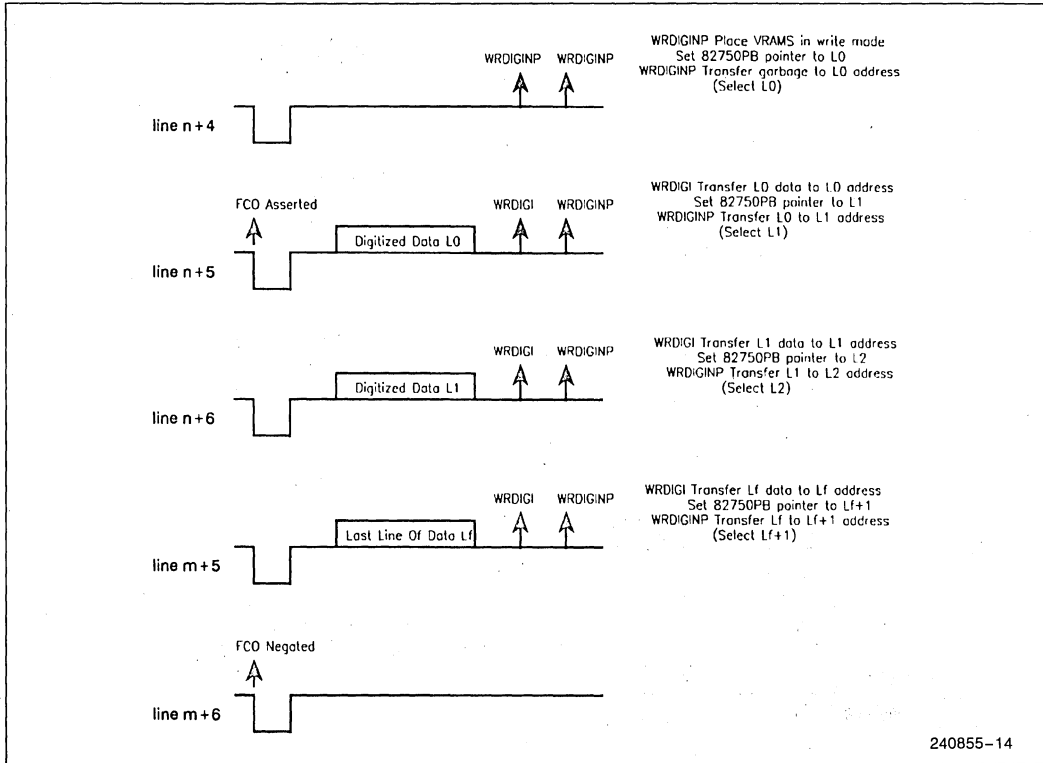 WRDIGINP Place VRAMS in write mode
Set 82750PB pointer to L0
WRDIGINP Transfer garbage to L0 address
(Select L0)
WRDIGINP WRDIGINP
line n+4
WRDIGI Transfer L0 data to L0 address
Set 82750PB pointer to L1
WRDIGINP Transfer L0 to L1 address
(Select L1)
FCO Asserted
WRDIGI WRDIGINP
Digitized Data L0
line n+5
WRDIGI Transfer L1 data to L1 address
Set 82750PB pointer to L2
WRDIGINP Transfer L1 to L2 address
(Select L2)
WRDIGI WRDIGINP
Digitized Data L1
line n+6
WRDIGI Transfer Lf data to Lf address
Set 82750PB pointer to Lf+1
WRDIGINP Transfer Lf to Lf+1 address
(Select Lf+1)
WRDIGI WRDIGINP
Last Line Of Data Lf
line m+5
FCO Negated
line m+6
240855-14